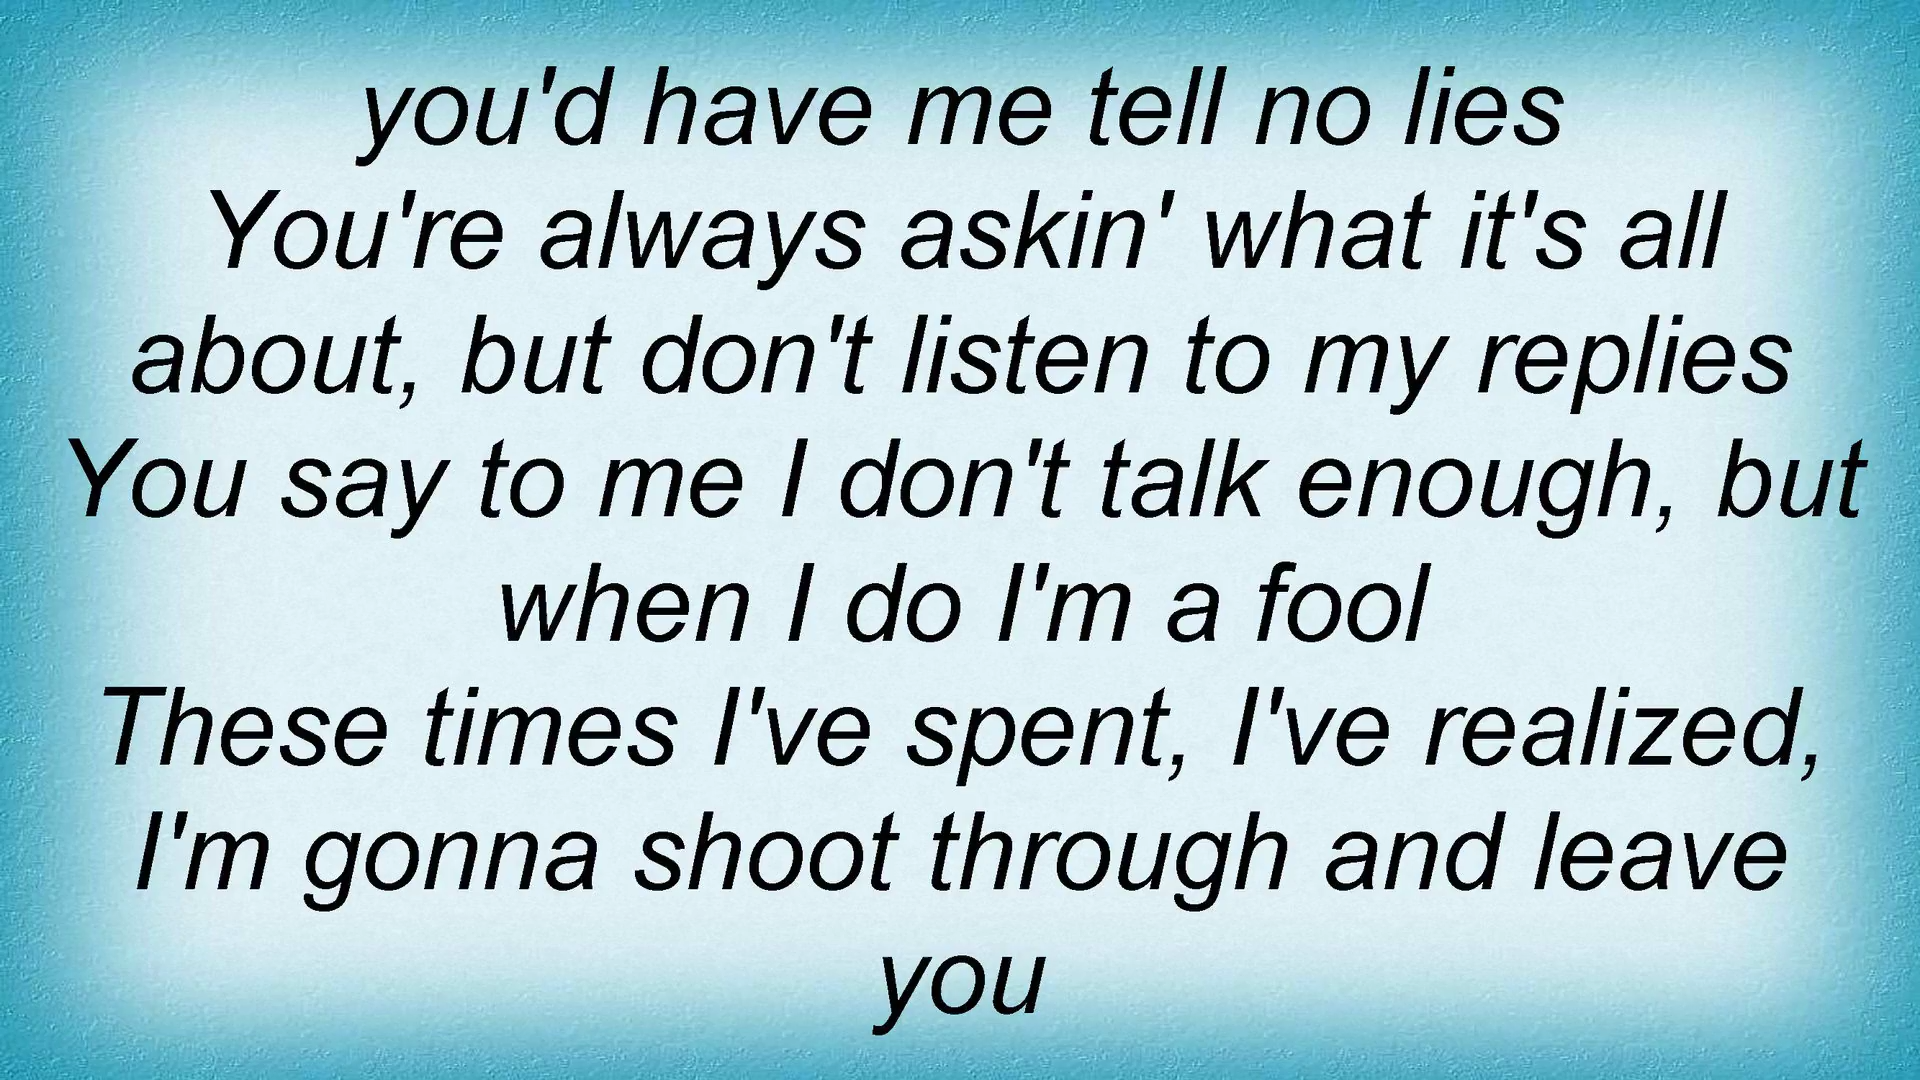 you'd have me tell no lies
You're always askin' what it's all
about, but don't listen to my replies
You say to me I don't talk enough, but
when I do I'm a fool
These times I've spent, I've realized,
I'm gonna shoot through and leave
you